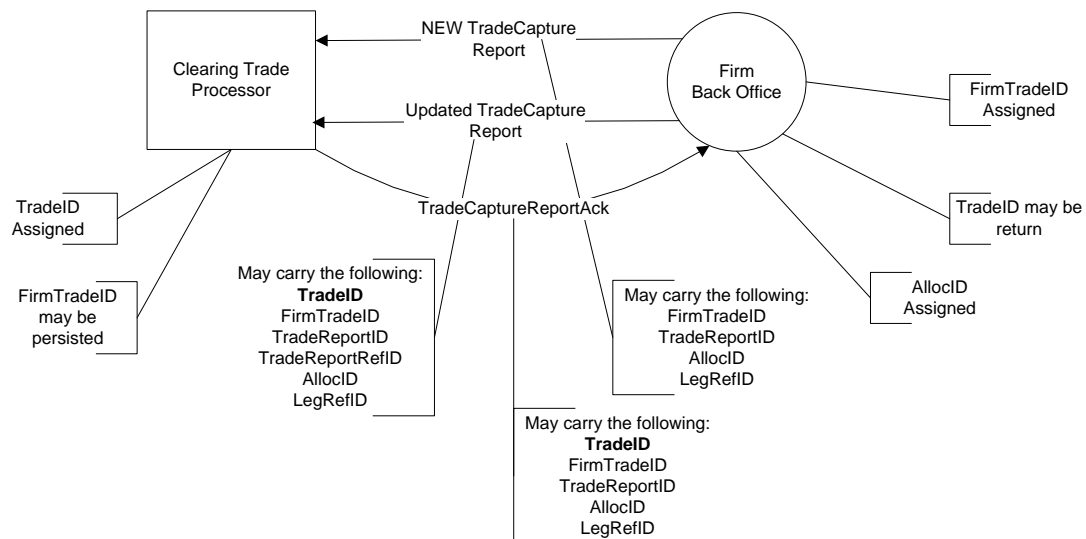 NEW TradeCapture
Report
Clearing Trade
Processor
Firm
Back Office
FirmTradeID
Assigned
Updated TradeCapture
Report
TradeID
Assigned
TradeCaptureReportAck
TradeID may be
return
FirmTradeID
may be
persisted
May carry the following:
TradeID
FirmTradeID
TradeReportID
TradeReportRefID
AllocID
LegRefID
May carry the following:
FirmTradeID
TradeReportID
AllocID
LegRefID
AllocID
Assigned
May carry the following:
TradeID
FirmTradeID
TradeReportID
AllocID
LegRefID